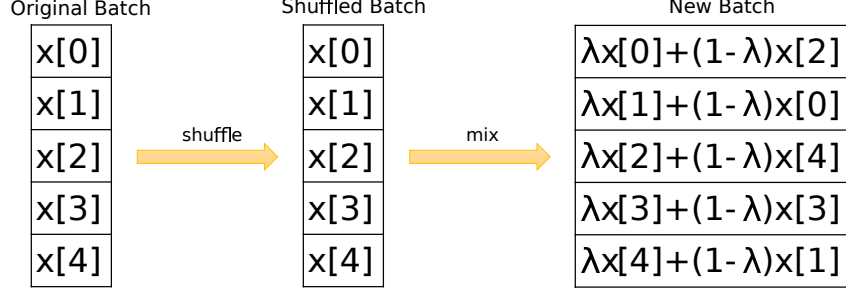 Original Batch
Shuffled Batch
New Batch
x[0]
x[0]
λx[0]+(1-λ)x[2]
x[1]
x[1]
λx[1]+(1-λ)x[0]
shuffle
mix
x[2]
x[2]
λx[2]+(1-λ)x[4]
x[3]
x[3]
λx[3]+(1-λ)x[3]
x[4]
x[4]
λx[4]+(1-λ)x[1]